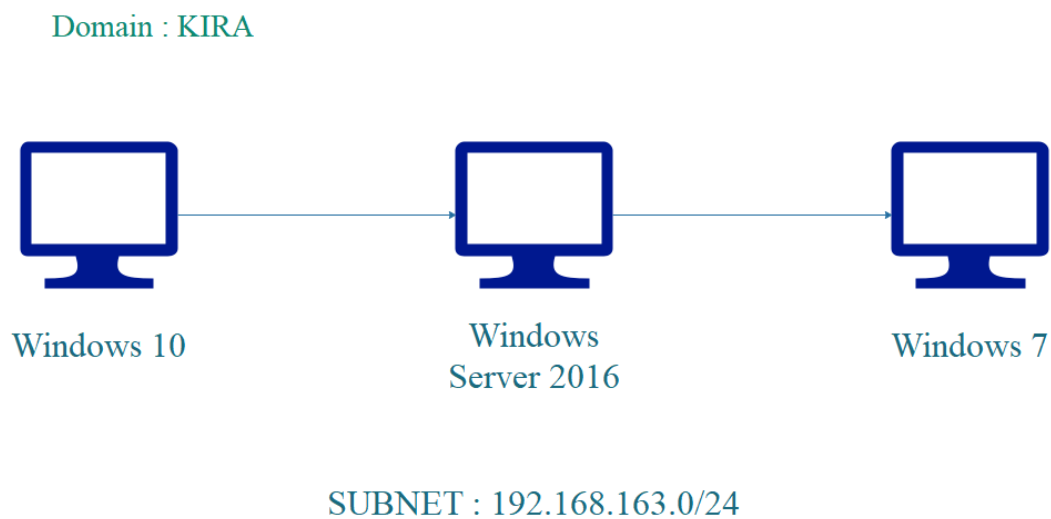 Domain : KIRA
Windows 10
Windows
Server 2016
Windows 7
SUBNET : 192.168.163.0/24